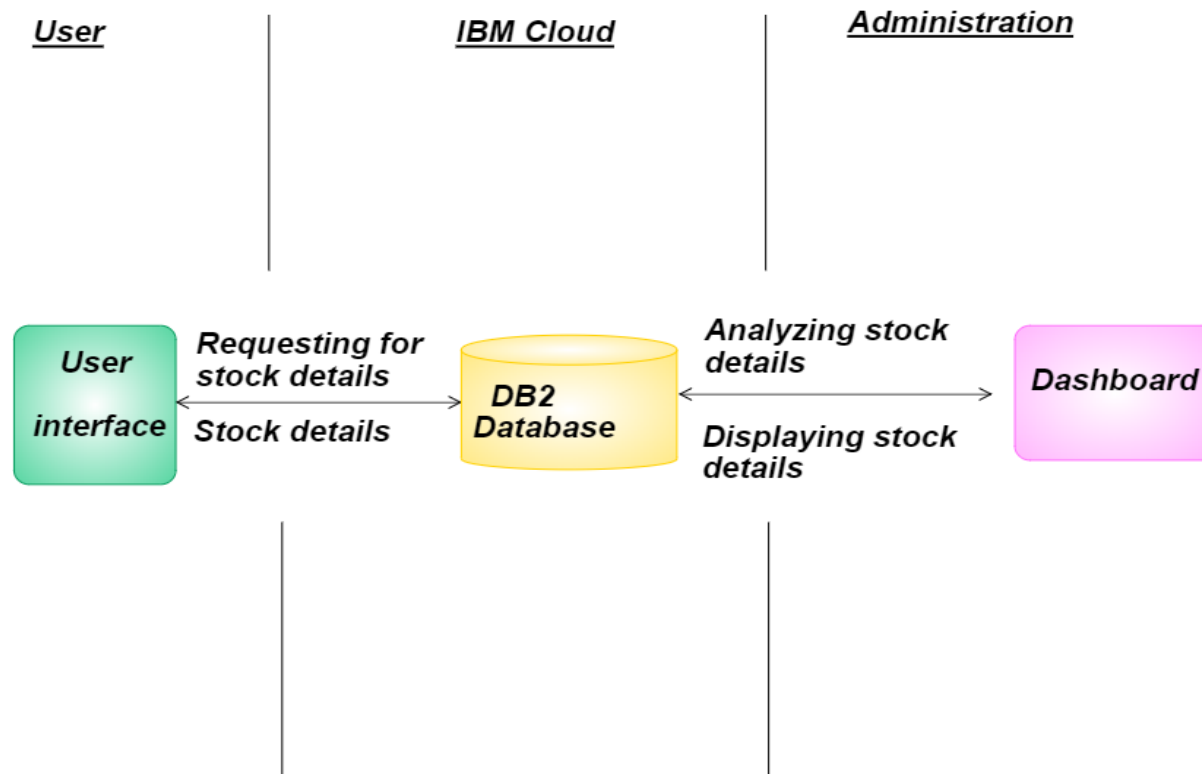 User
IBM Cloud
Administration
User
interface
Requesting for
stock details
Stock details
DB2
Database
Analyzing stock
details
Displaying stock
details
Dashboard